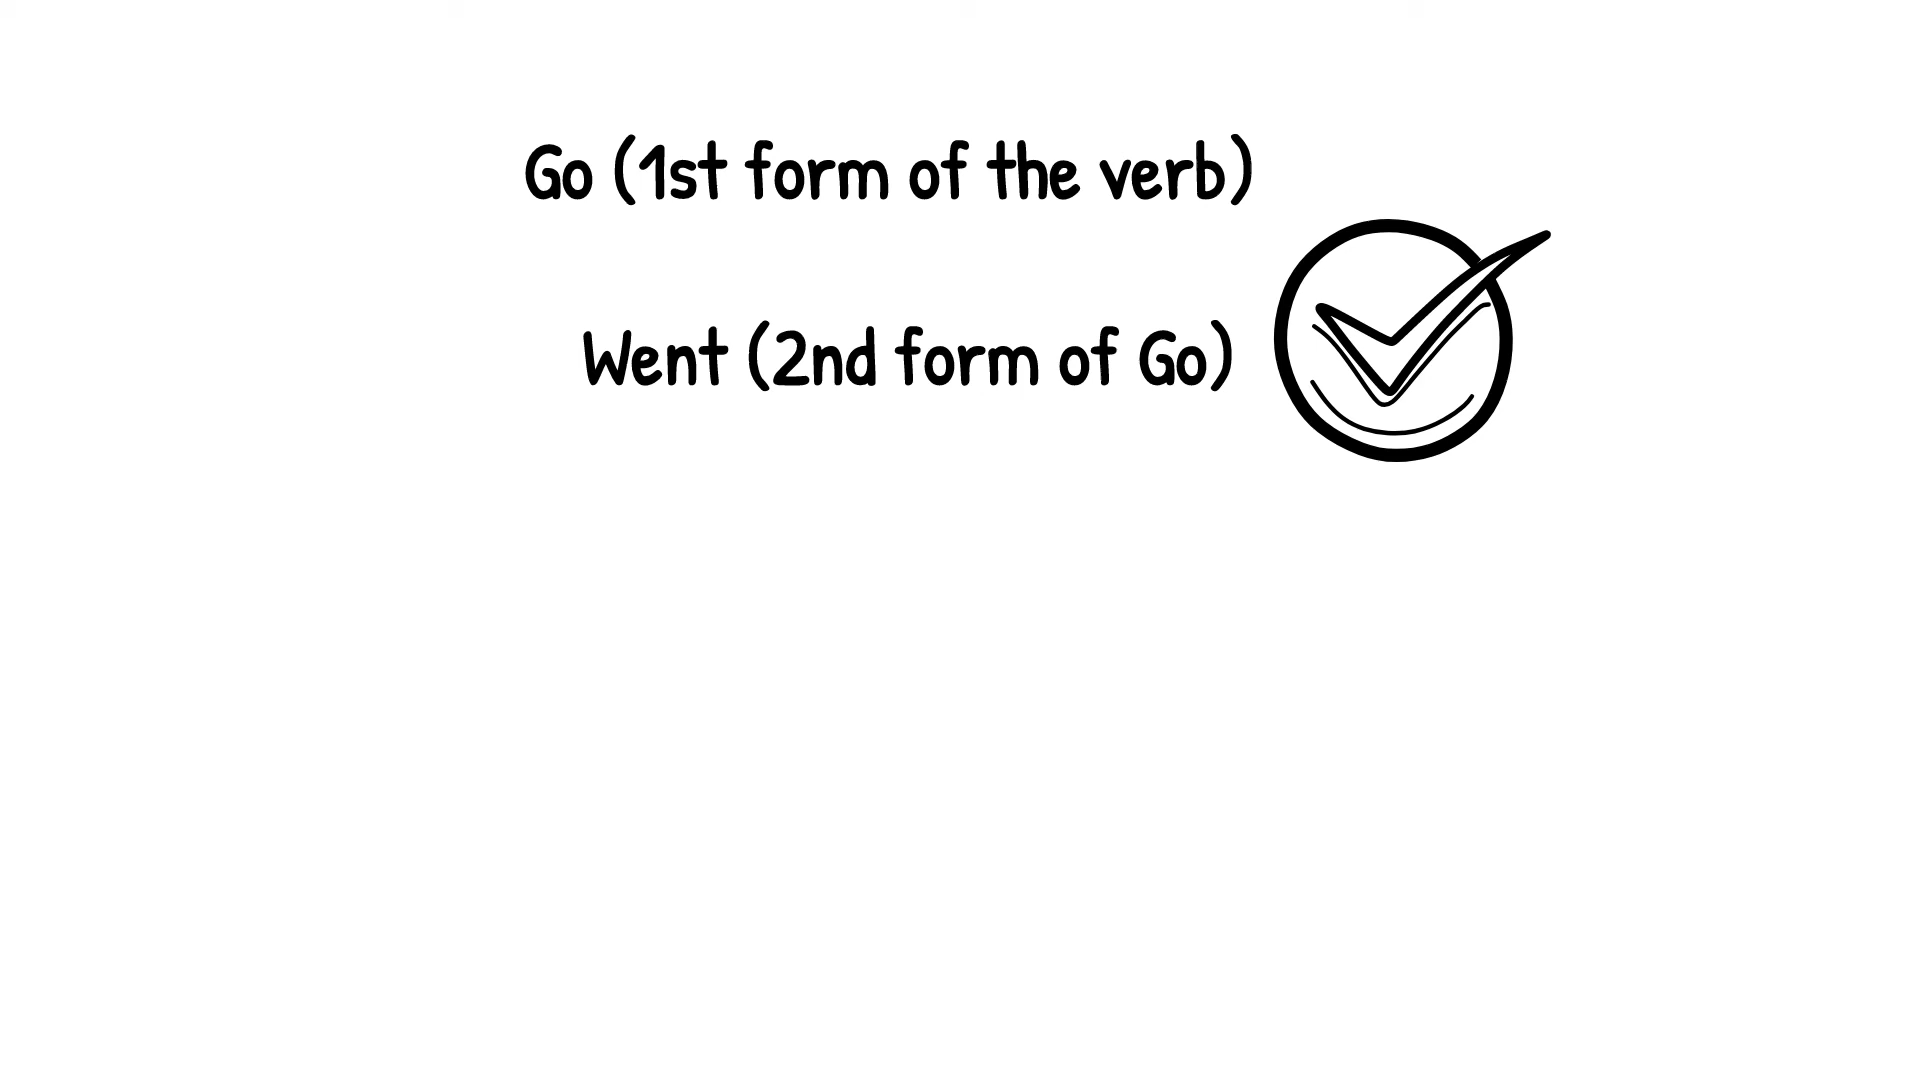 Go (1st form of the verb)
Went (2nd form of Go)